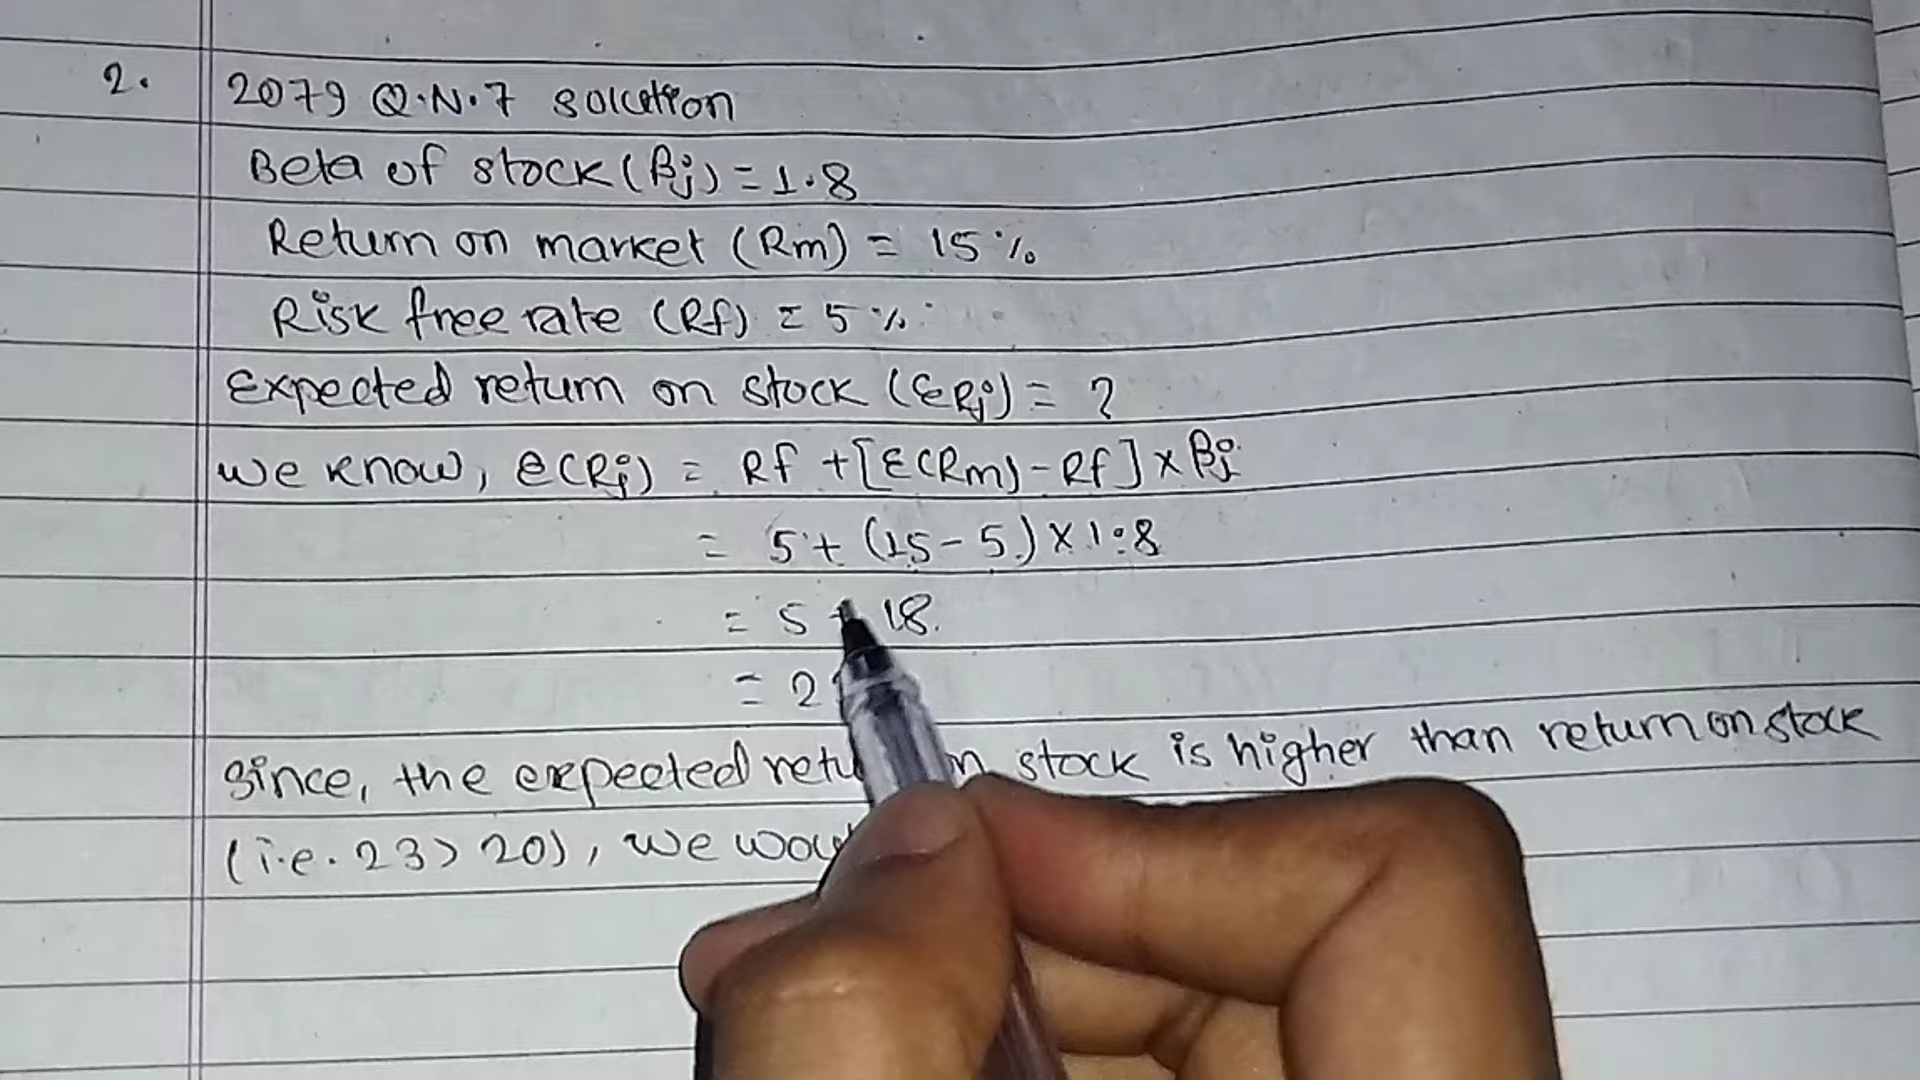 2.
2079 Q.N.7 solution
Beta of stock (βj) = 1.8
Return on market (Rm) = 15%
Risk free rate (Rf) = 5%
Expected return on stock (ERj) = ?
we know, e(Rj) = Rf + [E(Rm) - Rf] × βj
= 5 + (15 - 5) × 1.8
= 5 + 18
= 2
Since, the expected stock is higher than return on stock
(i.e. 23 > 20), we